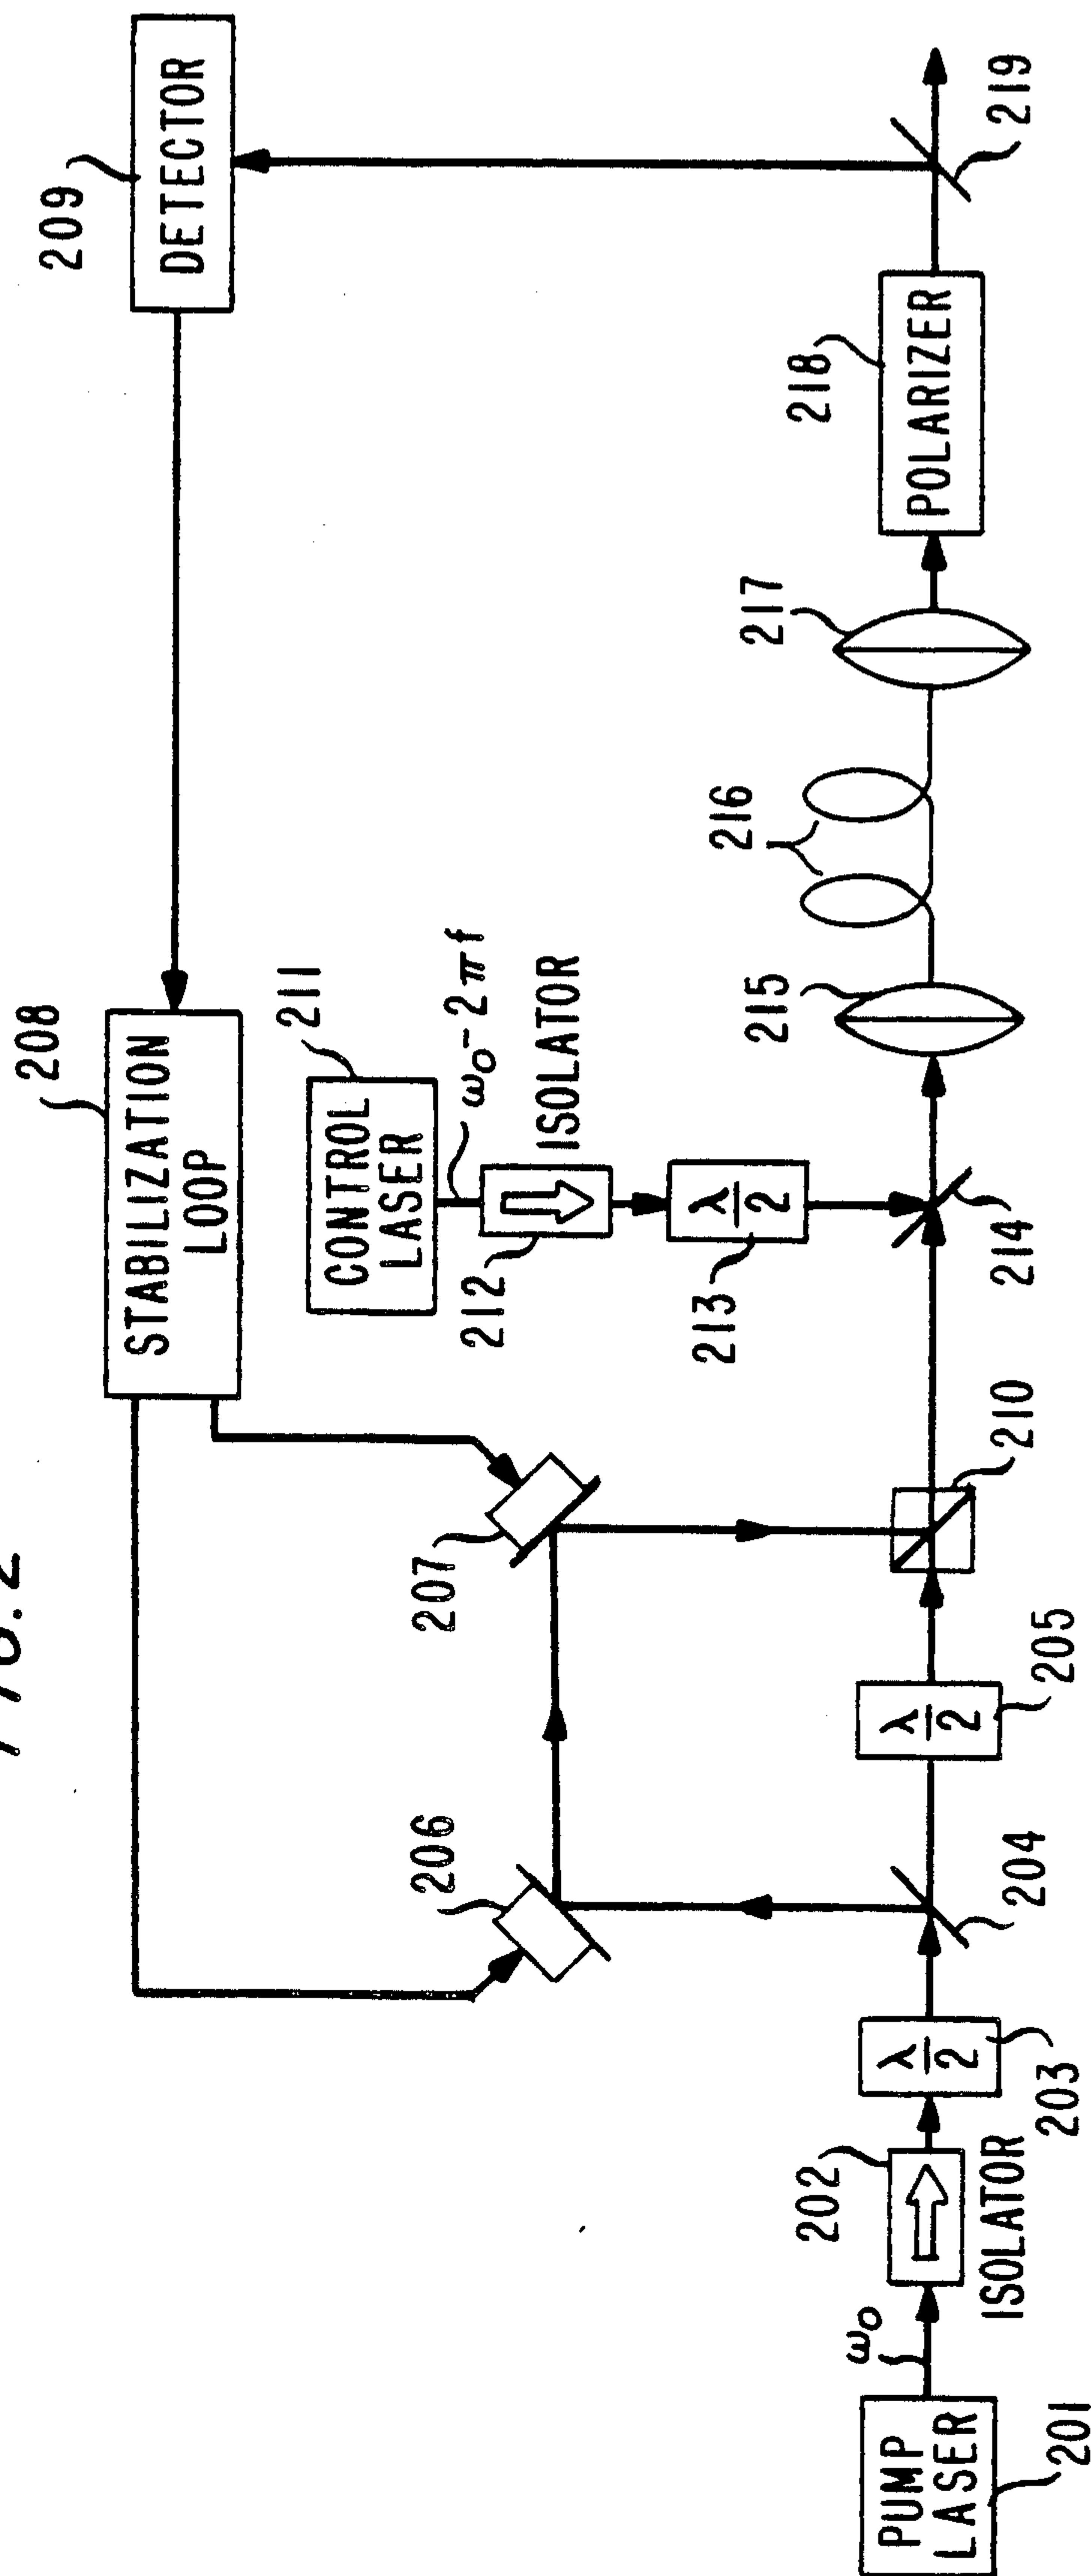 FIG. 2
208
STABILIZATION
LOOP
209
DETECTOR
211
CONTROL
LASER
ω₀-2πf
206
207
212
ISOLATOR
λ/2
213
216
217
218
215
POLARIZER
202
ω₀
PUMP
LASER
λ/2
λ/2
ISOLATOR
201
203
204
205
210
214
219